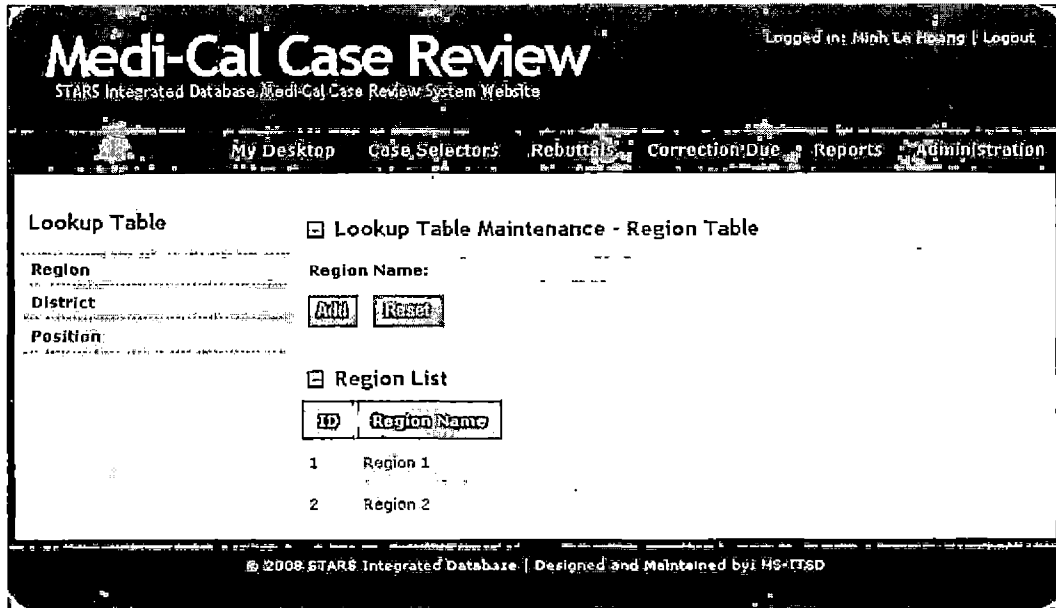 Medi-Cal Case Review
Logged in: Minh Le Hoang | Logout
STARS Integrated Database Medi-Cal Case Review System Website
My Desktop Case Selectors Rebuttals Correction Due Reports Administration
Lookup Table
Region
District
Position
Lookup Table Maintenance - Region Table
Region Name:
Add Reset
Region List
ID Region Name
1 Region 1
2 Region 2
© 2008 STARS Integrated Database | Designed and Maintained by: HS-ITSD